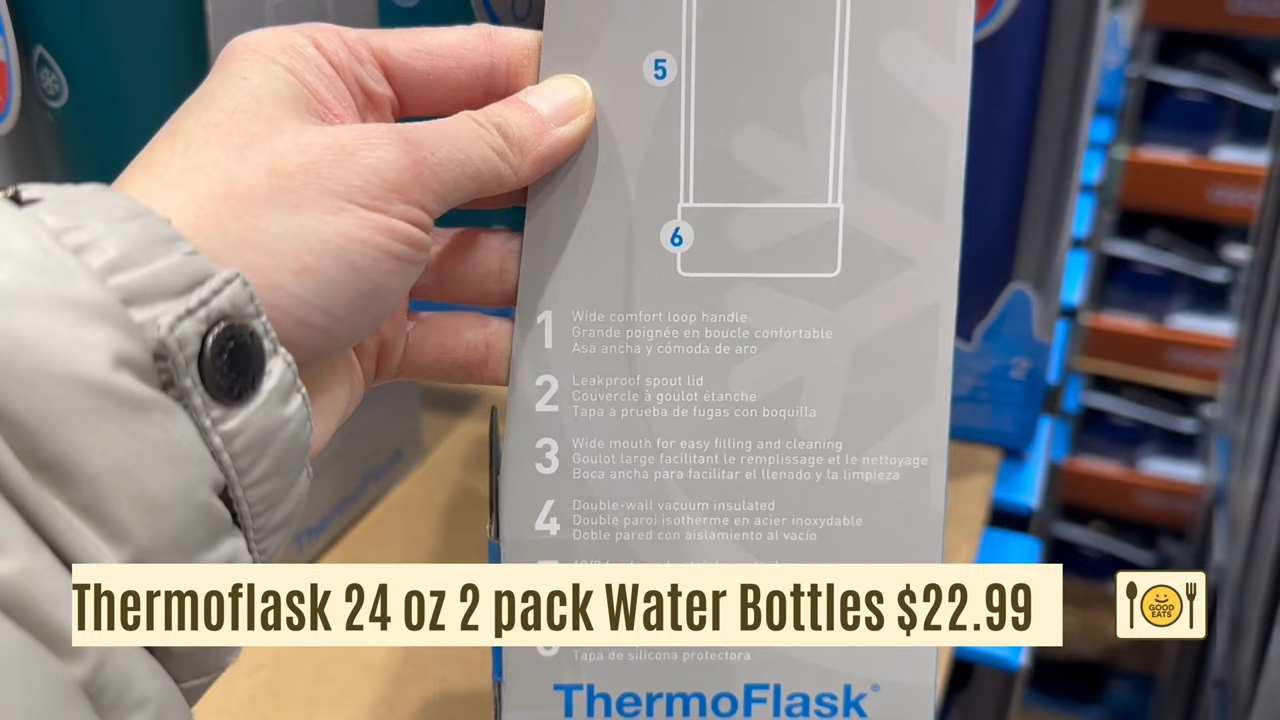 5
6
1
Wide comfort loop handle
Grande poignée en boucle confortable
Asa ancha y cómoda de aro
2
Leakproof spout lid
Couvercle à goulot étanche
Tapa a prueba de fugas con boquilla
3
Wide mouth for easy filling and cleaning
Goulot large facilitant le remplissage et le nettoyage
Boca ancha para facilitar el llenado y la limpieza
4
Double-wall vacuum insulated
Double paroi isotherme en acier inoxydable
Doble pared con aislamiento al vacío
Thermoflask 24 oz 2 pack Water Bottles $22.99
GOOD
EATS
Tapa de silicona protectora
ThermoFlask
ThermoFlask